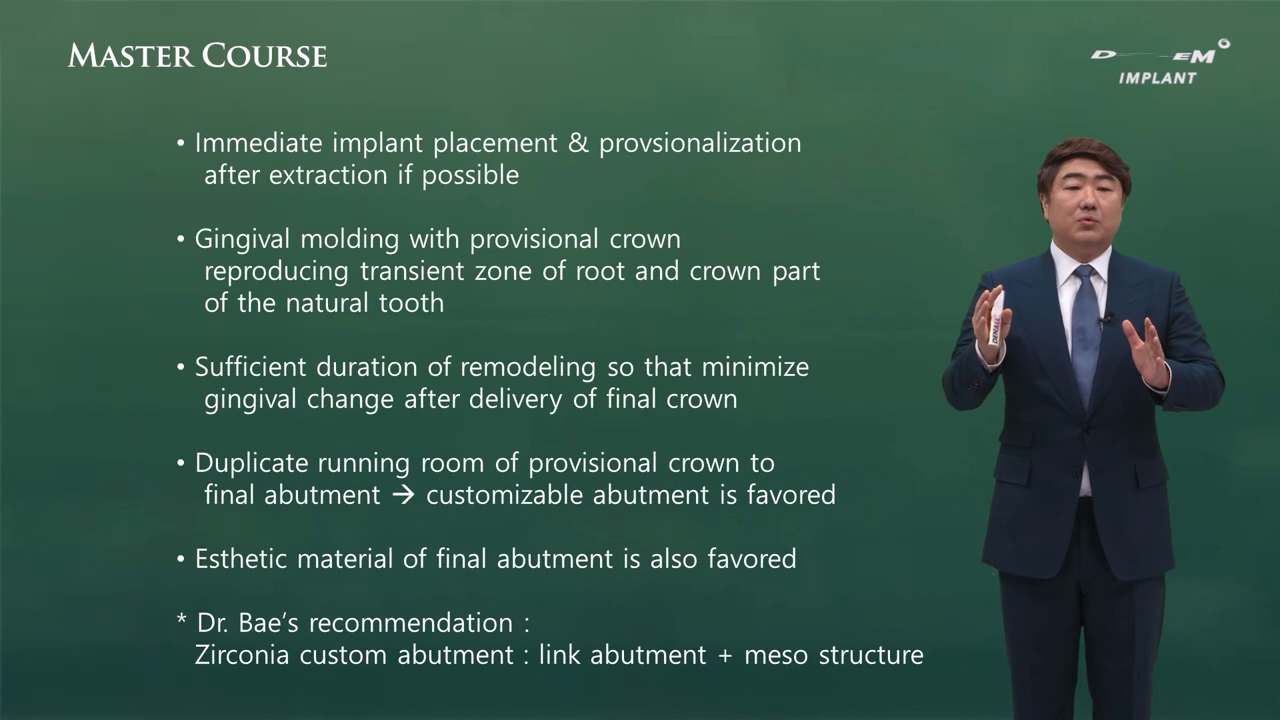 MASTER COURSE
IMPLANT
• Immediate implant placement & provsionalization
after extraction if possible
• Gingival molding with provisional crown
reproducing transient zone of root and crown part
of the natural tooth
• Sufficient duration of remodeling so that minimize
gingival change after delivery of final crown
• Duplicate running room of provisional crown to
final abutment → customizable abutment is favored
• Esthetic material of final abutment is also favored
* Dr. Bae's recommendation :
Zirconia custom abutment : link abutment + meso structure
DENALL